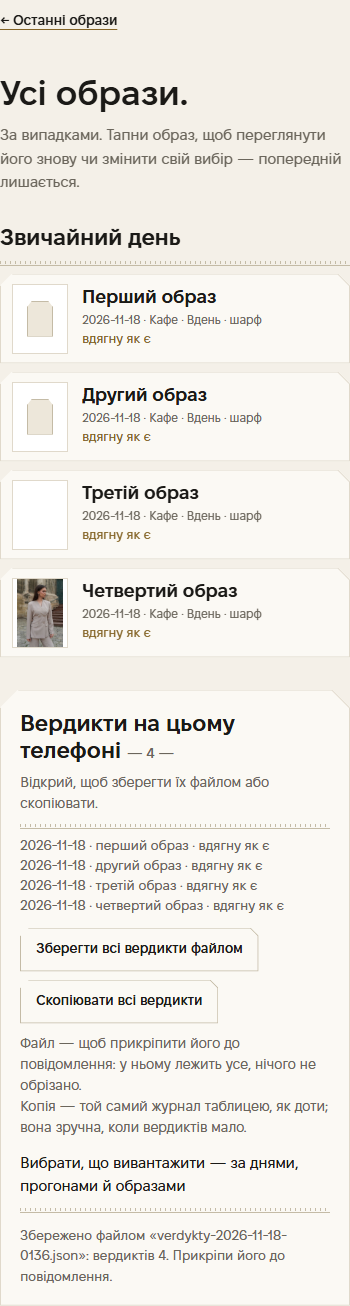 ← Останні образи
Усі образи.
За випадками. Тапни образ, щоб переглянути
його знову чи змінити свій вибір — попередній
лишається.
Звичайний день
Перший образ
2026-11-18 · Кафе · Вдень · шарф
вдягну як є
Другий образ
2026-11-18 · Кафе · Вдень · шарф
вдягну як є
Третій образ
2026-11-18 · Кафе · Вдень · шарф
вдягну як є
Четвертий образ
2026-11-18 · Кафе · Вдень · шарф
вдягну як є
Вердикти на цьому
телефоні — 4 —
Відкрий, щоб зберегти їх файлом або
скопіювати.
2026-11-18 · перший образ · вдягну як є
2026-11-18 · другий образ · вдягну як є
2026-11-18 · третій образ · вдягну як є
2026-11-18 · четвертий образ · вдягну як є
Зберегти всі вердикти файлом
Скопіювати всі вердикти
Файл — щоб прикріпити його до
повідомлення: у ньому лежить усе, нічого не
обрізано.
Копія — той самий журнал таблицею, як доти;
вона зручна, коли вердиктів мало.
Вибрати, що вивантажити — за днями,
прогонами й образами
Збережено файлом «verdykty-2026-11-18-
0136.json»: вердиктів 4. Прикріпи його до
повідомлення.